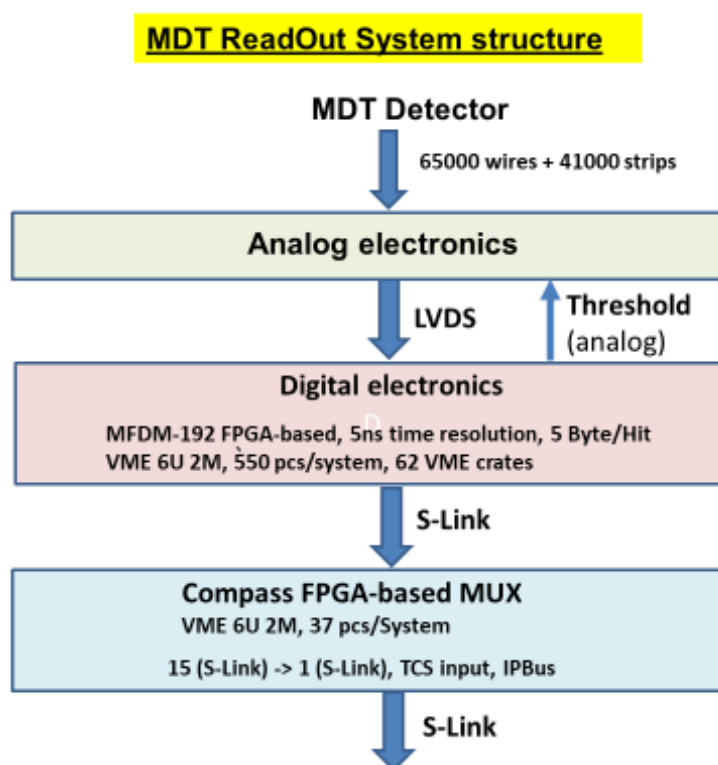 MDT ReadOut System structure
MDT Detector
65000 wires + 41000 strips
Analog electronics
LVDS
Threshold
(analog)
Digital electronics
D
MFDM-192 FPGA-based, 5ns time resolution, 5 Byte/Hit
VME 6U 2M, 550 pcs/system, 62 VME crates
S-Link
Compass FPGA-based MUX
VME 6U 2M, 37 pcs/System
15 (S-Link) -> 1 (S-Link), TCS input, IPBus
S-Link